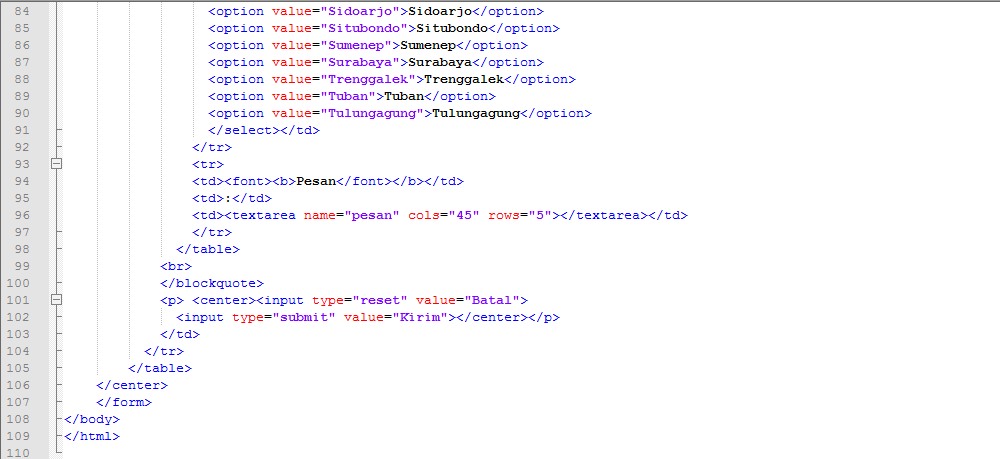 84 <option value="Sidoarjo">Sidoarjo</option>
85 <option value="Situbondo">Situbondo</option>
86 <option value="Sumenep">Sumenep</option>
87 <option value="Surabaya">Surabaya</option>
88 <option value="Trenggalek">Trenggalek</option>
89 <option value="Tuban">Tuban</option>
90 <option value="Tulungagung">Tulungagung</option>
91 </select></td>
92 </tr>
93 <tr>
94 <td><font><b>Pesan</font></b></td>
95 <td>:</td>
96 <td><textarea name="pesan" cols="45" rows="5"></textarea></td>
97 </tr>
98 </table>
99 <br>
100 </blockquote>
101 <p> <center><input type="reset" value="Batal">
102 <input type="submit" value="Kirim"></center></p>
103 </td>
104 </tr>
105 </table>
106 </center>
107 </form>
108 </body>
109 </html>
110